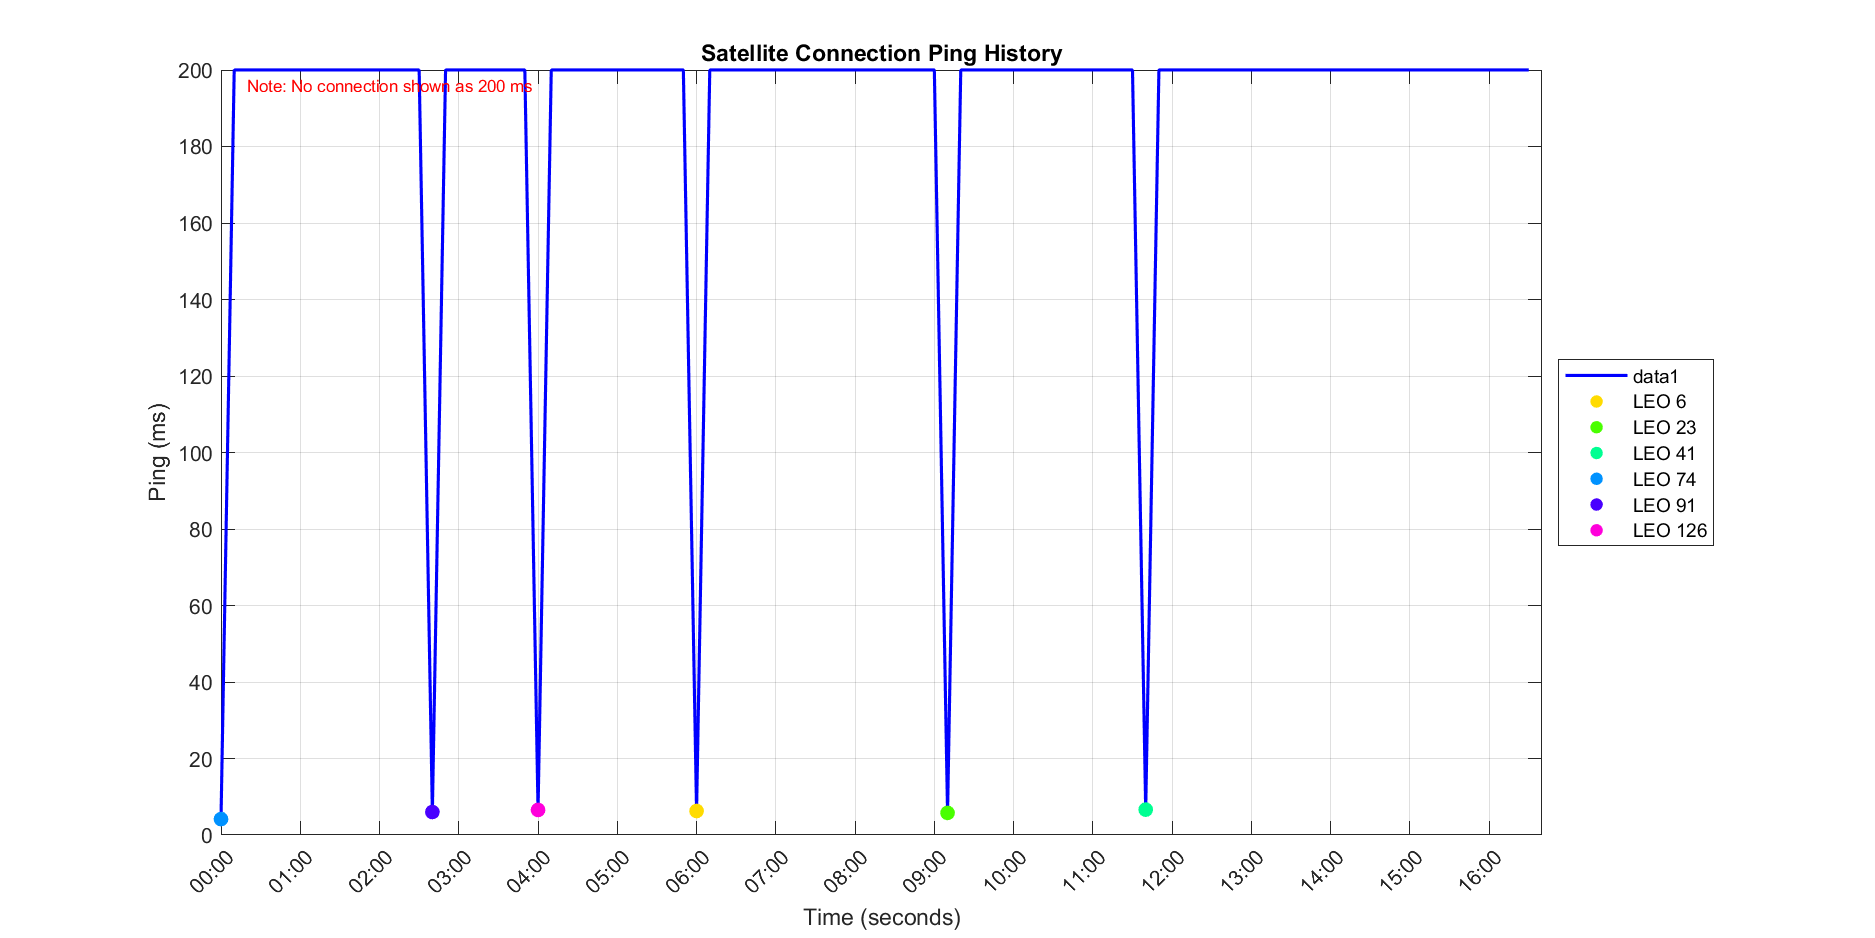 Satellite Connection Ping History
Note: No connection shown as 200 ms
200
180
160
140
120
100
80
60
40
20
0
Ping (ms)
00:00
01:00
02:00
03:00
04:00
05:00
06:00
07:00
08:00
09:00
10:00
11:00
12:00
13:00
14:00
15:00
16:00
Time (seconds)
data1
LEO 6
LEO 23
LEO 41
LEO 74
LEO 91
LEO 126